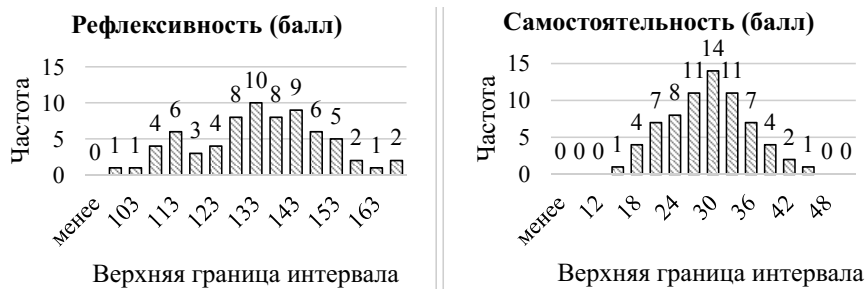 Рефлексивность (балл)
15
10
5
0
Частота
0 1 1 4 6 3 4 8 10 8 9 6 5 2 1 2
менее 103 113 123 133 143 153 163
Верхняя граница интервала
Самостоятельность (балл)
15
10
5
0
Частота
0 0 0 1 4 7 8 11 14 11 7 4 2 1 0 0
менее 12 18 24 30 36 42 48
Верхняя граница интервала